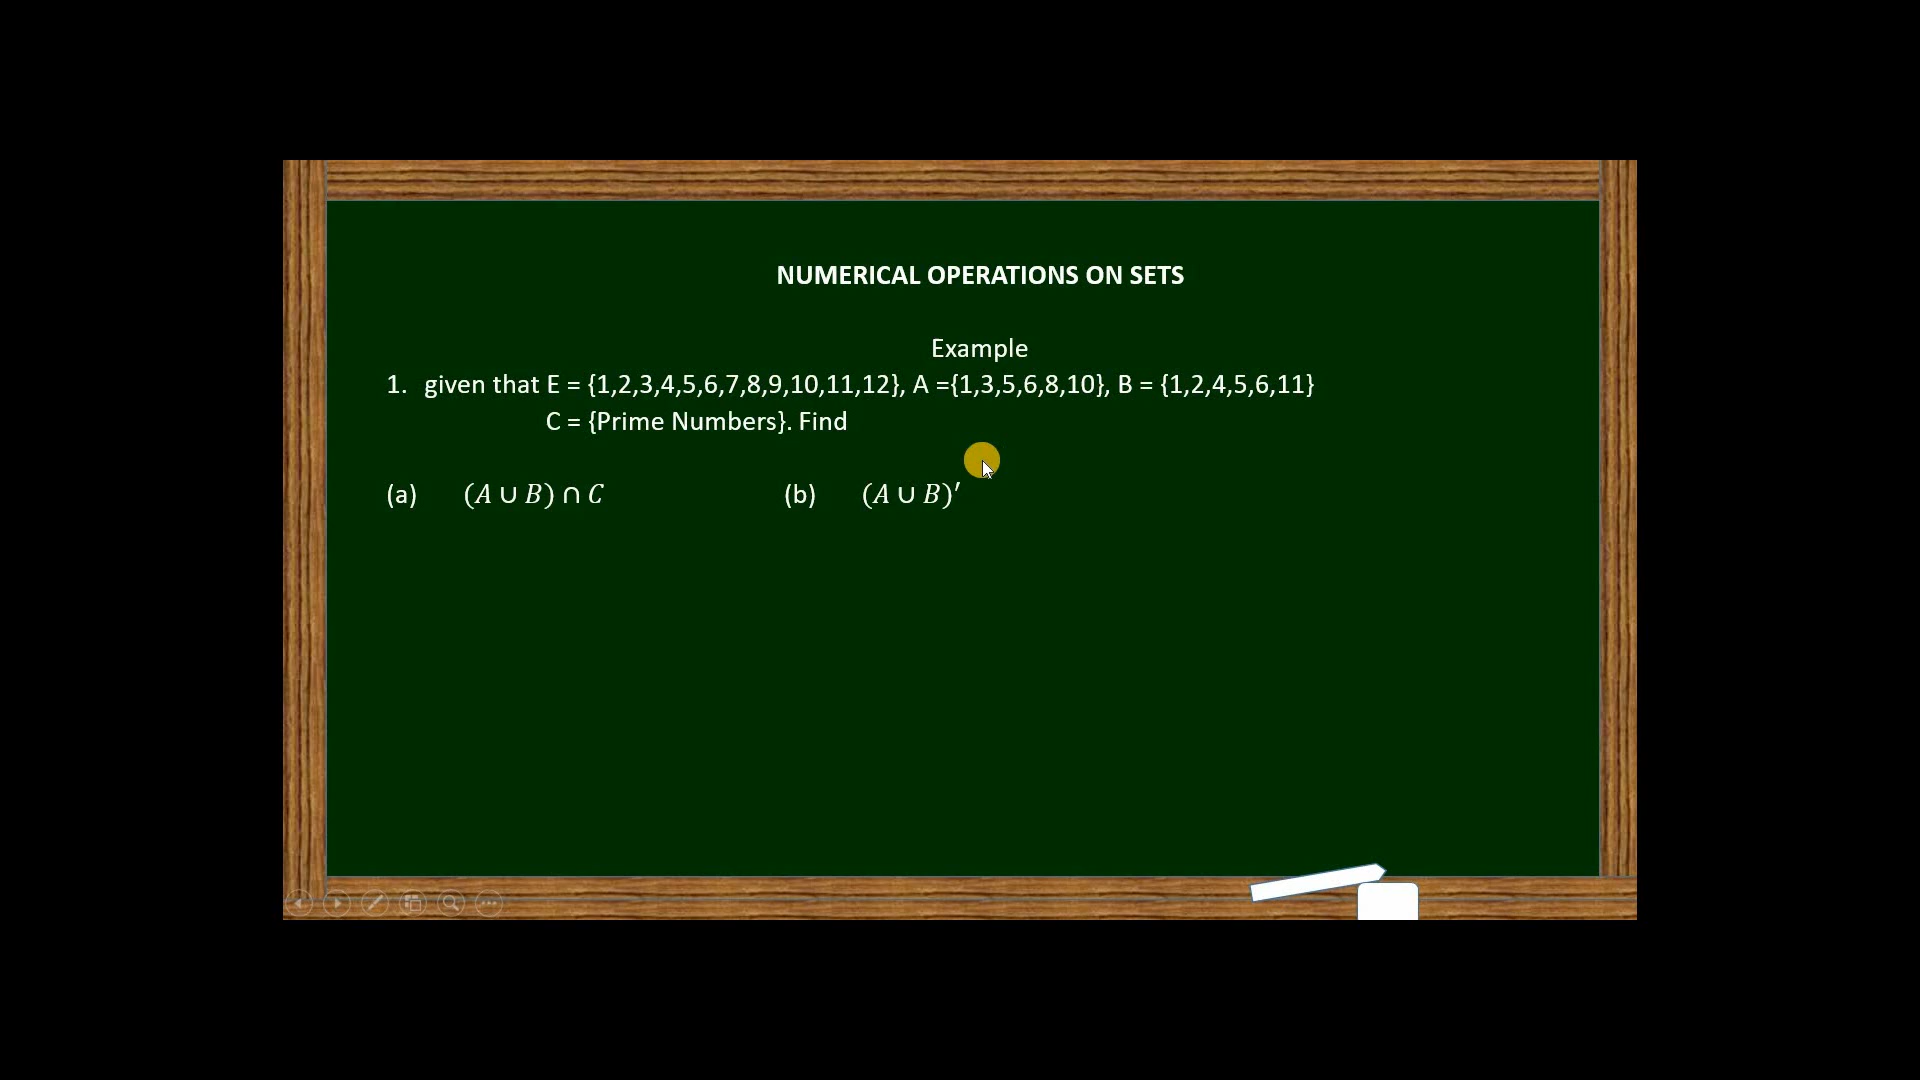 NUMERICAL OPERATIONS ON SETS
Example
1. given that E = {1,2,3,4,5,6,7,8,9,10,11,12}, A ={1,3,5,6,8,10}, B = {1,2,4,5,6,11}
C = {Prime Numbers}. Find
(a) (A ∪ B) ∩ C (b) (A ∪ B)′